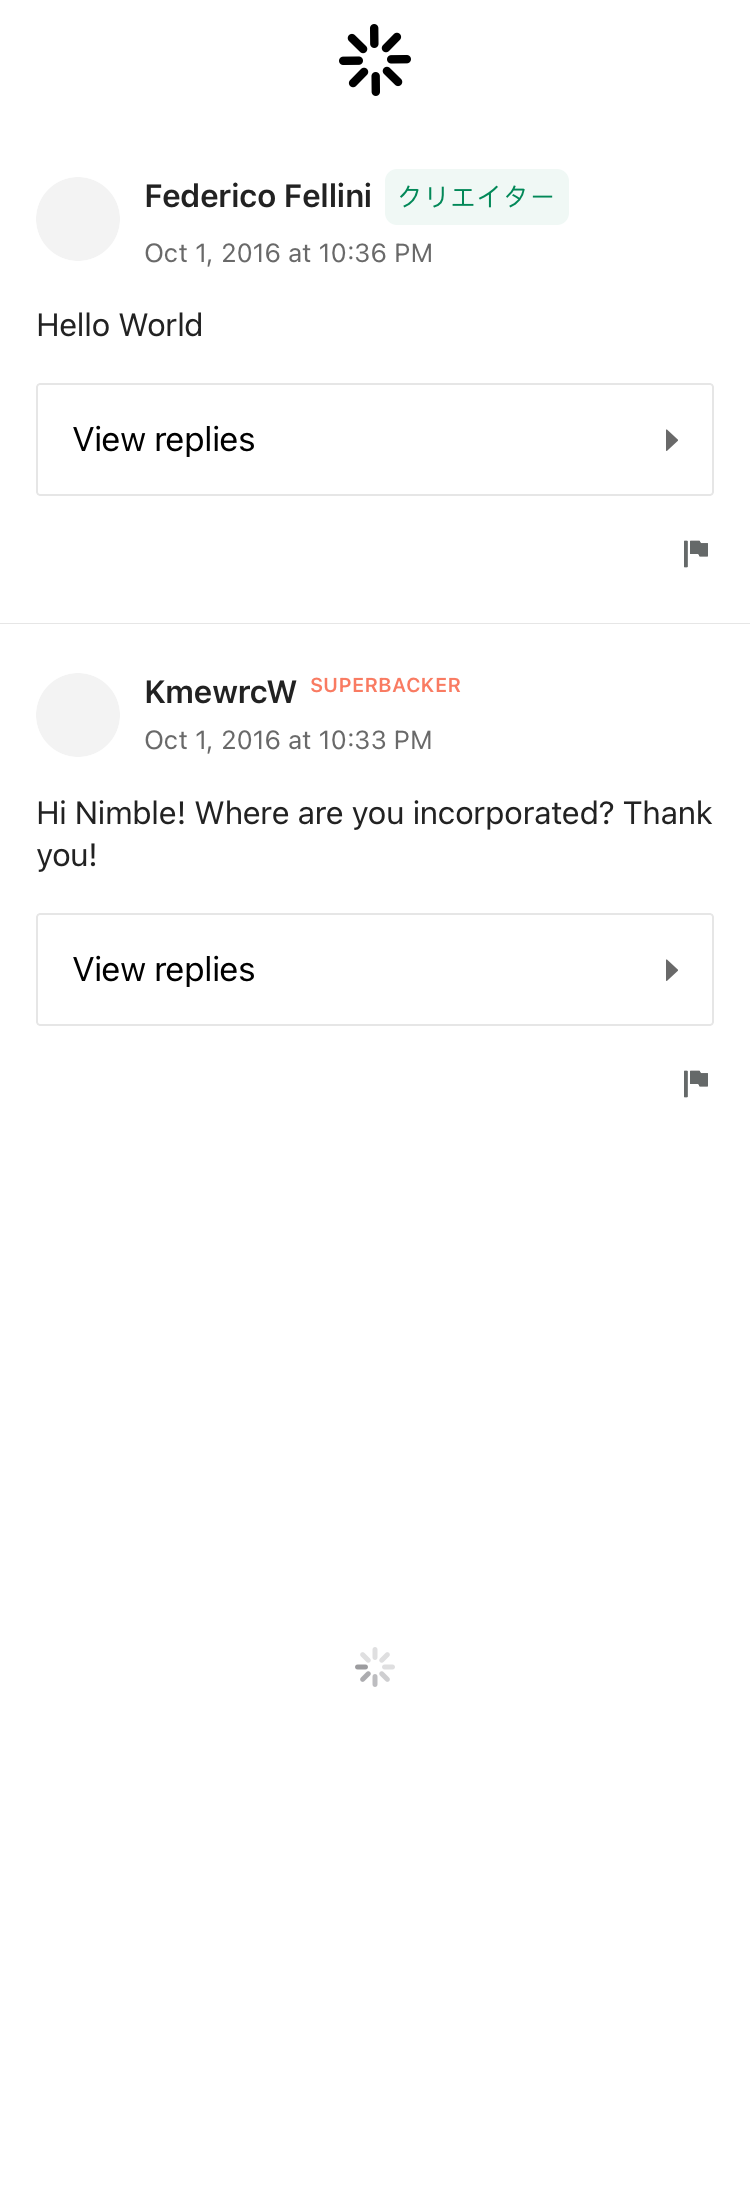 Federico Fellini クリエイター
Oct 1, 2016 at 10:36 PM
Hello World
View replies
KmewrcW SUPERBACKER
Oct 1, 2016 at 10:33 PM
Hi Nimble! Where are you incorporated? Thank
you!
View replies